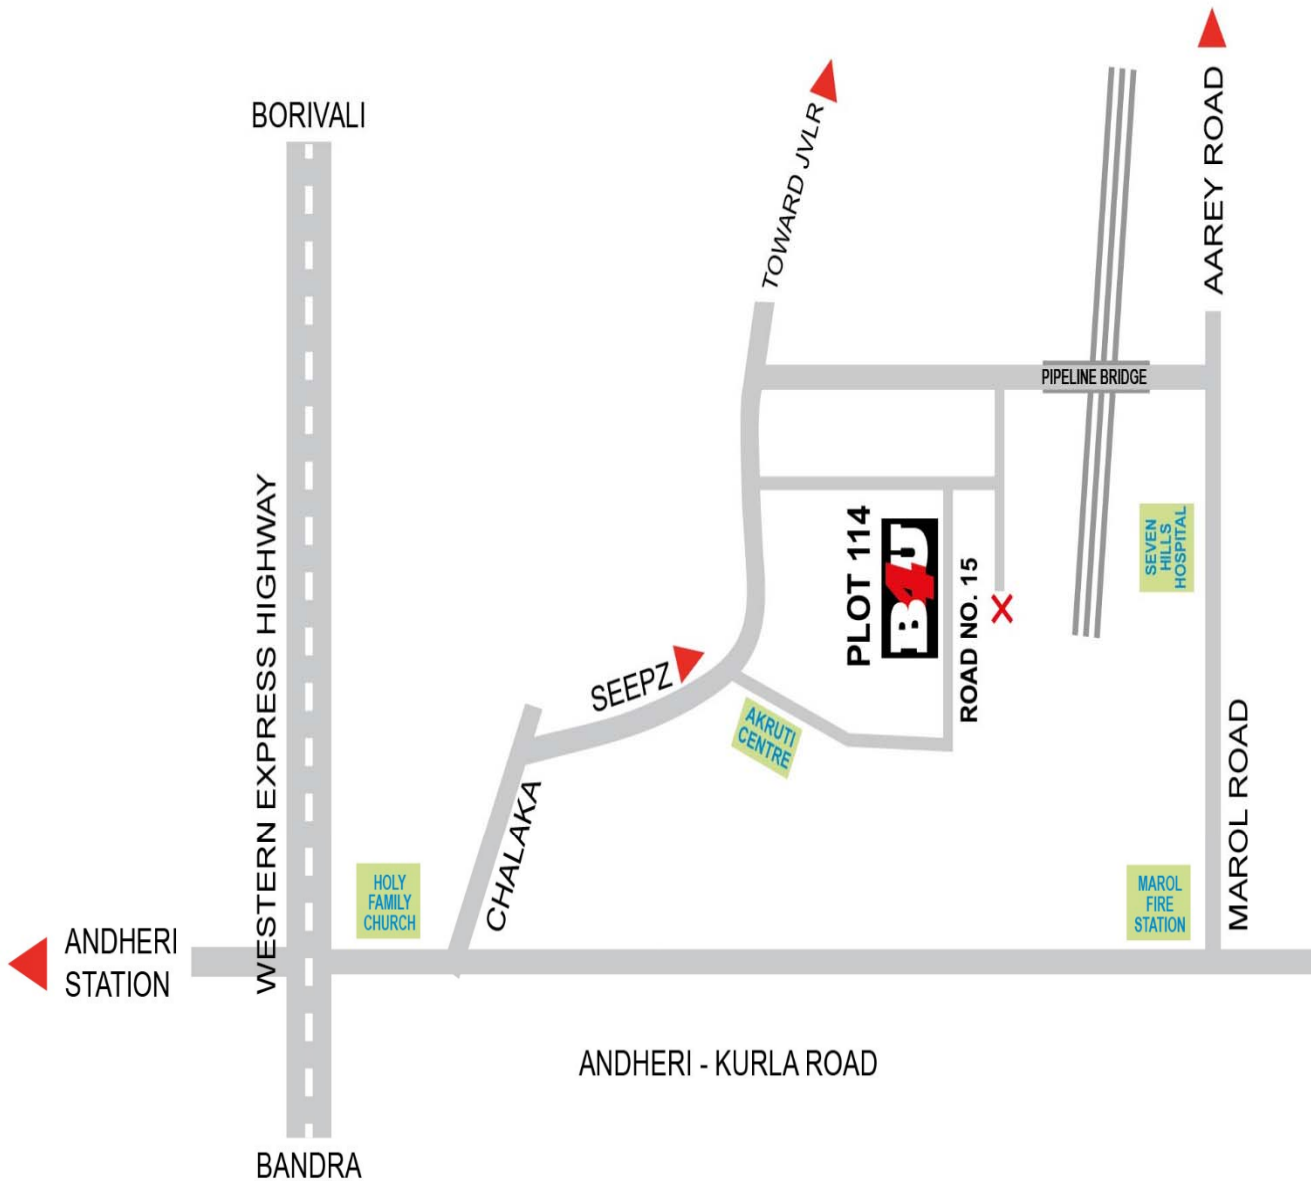 BORIVALI
TOWARD JVLR
AAREY ROAD
PIPELINE BRIDGE
WESTERN EXPRESS HIGHWAY
PLOT 114
B4U
ROAD NO. 15
X
SEVEN
HILLS
HOSPITAL
SEEPZ
AKRUTI
CENTRE
CHALAKA
MAROL ROAD
HOLY
FAMILY
CHURCH
MAROL
FIRE
STATION
ANDHERI
STATION
ANDHERI - KURLA ROAD
BANDRA